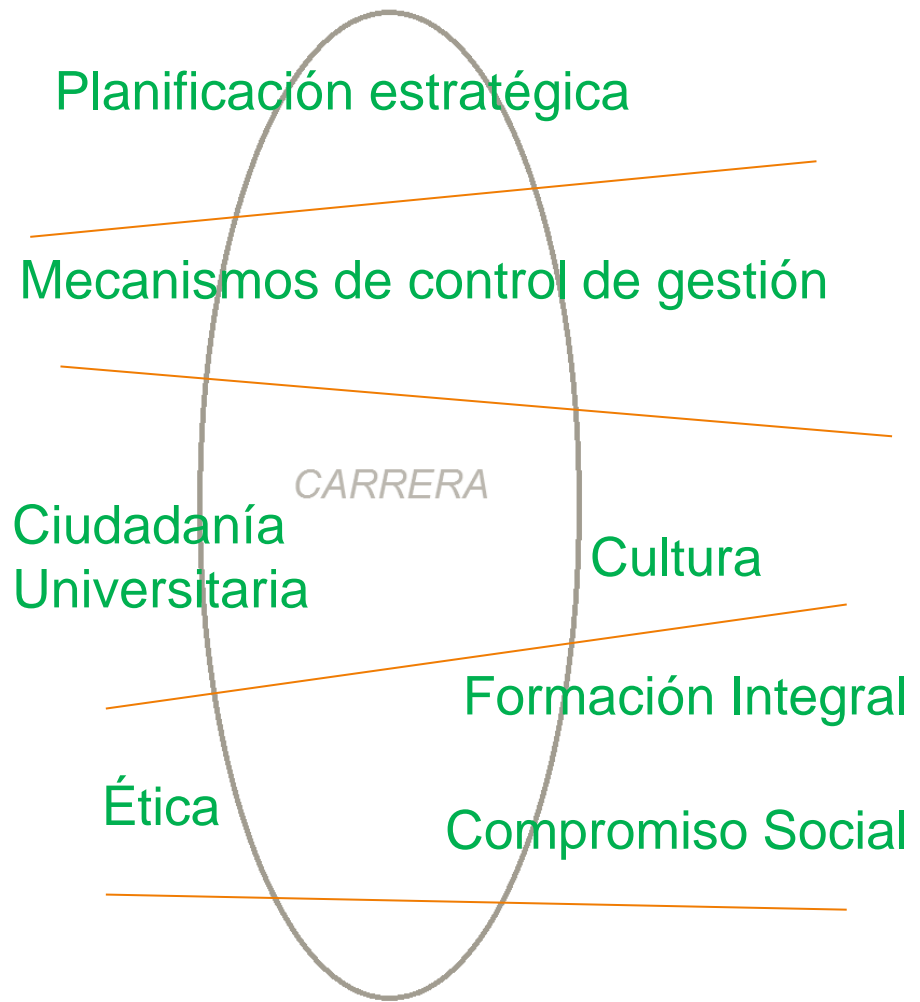 Planificación estratégica
Mecanismos de control de gestión
CARRERA
Ciudadanía
Universitaria
Cultura
Formación Integral
Ética
Compromiso Social